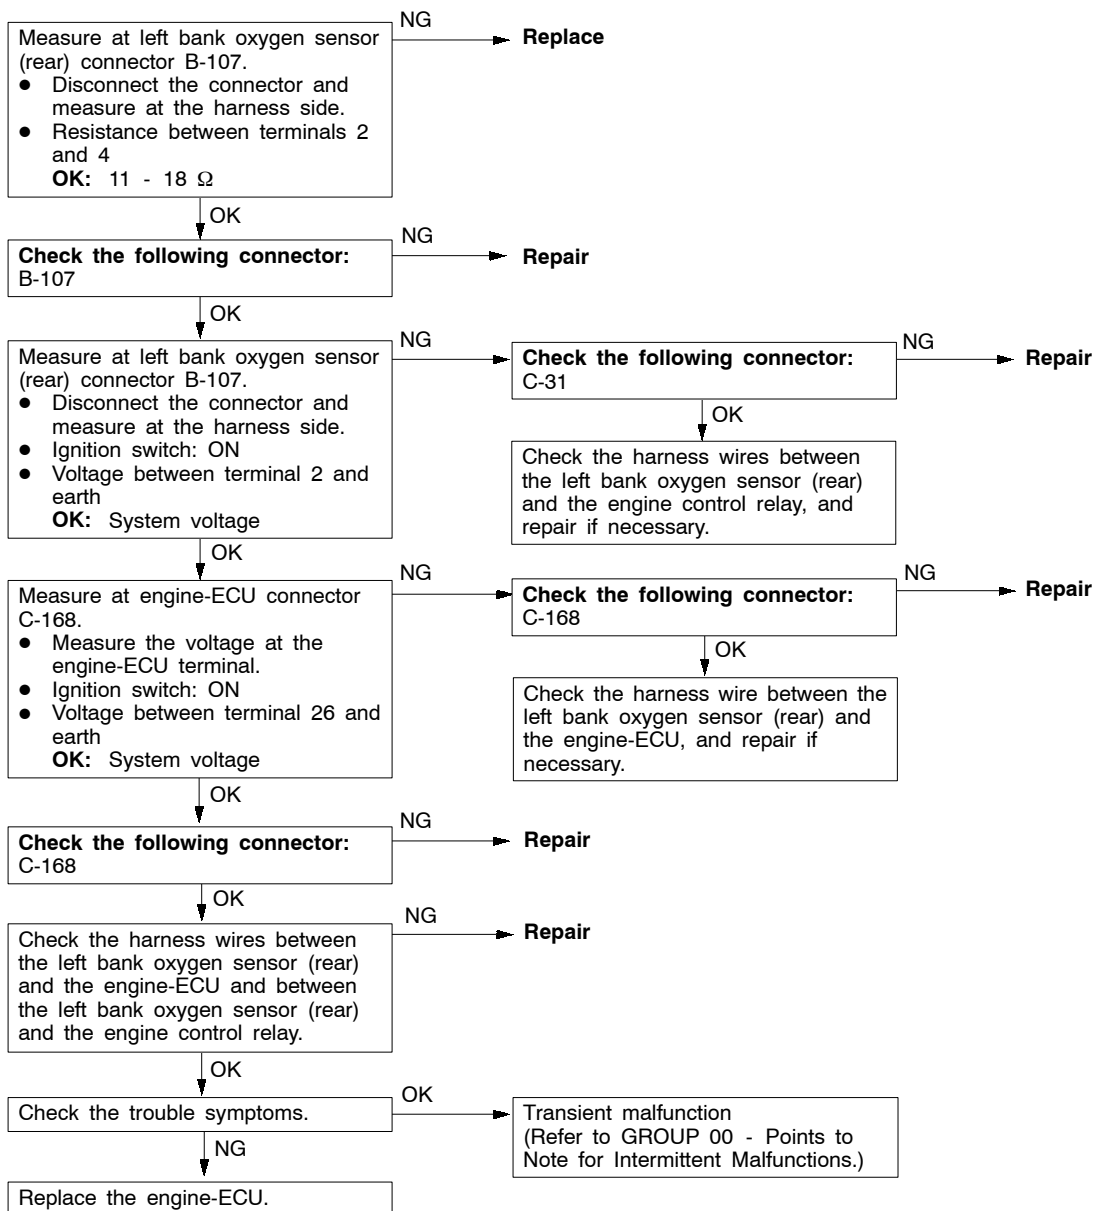 NG
Measure at left bank oxygen sensor
(rear) connector B-107.
● Disconnect the connector and
measure at the harness side.
● Resistance between terminals 2
and 4
OK: 11 - 18 Ω
Replace
OK
NG
Check the following connector:
B-107
Repair
OK
NG
Measure at left bank oxygen sensor
(rear) connector B-107.
● Disconnect the connector and
measure at the harness side.
● Ignition switch: ON
● Voltage between terminal 2 and
earth
OK: System voltage
Check the following connector:
C-31
NG
Repair
OK
Check the harness wires between
the left bank oxygen sensor (rear)
and the engine control relay, and
repair if necessary.
OK
NG
Measure at engine-ECU connector
C-168.
● Measure the voltage at the
engine-ECU terminal.
● Ignition switch: ON
● Voltage between terminal 26 and
earth
OK: System voltage
Check the following connector:
C-168
NG
Repair
OK
Check the harness wire between the
left bank oxygen sensor (rear) and
the engine-ECU, and repair if
necessary.
OK
NG
Check the following connector:
C-168
Repair
OK
NG
Check the harness wires between
the left bank oxygen sensor (rear)
and the engine-ECU and between
the left bank oxygen sensor (rear)
and the engine control relay.
Repair
OK
Check the trouble symptoms.
OK
Transient malfunction
(Refer to GROUP 00 - Points to
Note for Intermittent Malfunctions.)
NG
Replace the engine-ECU.